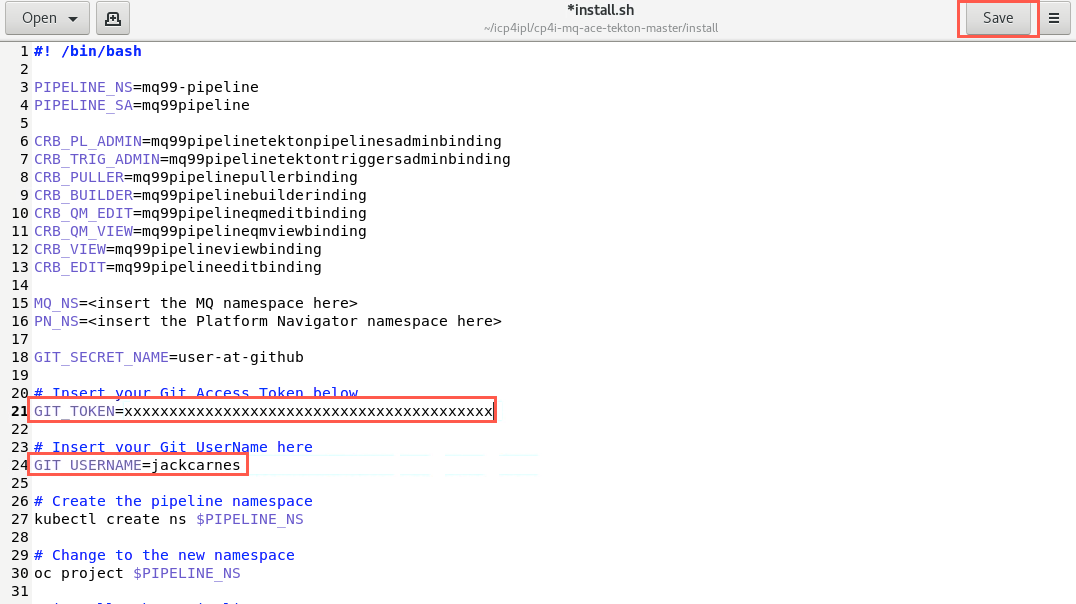 Open
*install.sh
~/icp4ipl/cp4i-mq-ace-tekton-master/install
Save
1 #! /bin/bash
2
3 PIPELINE_NS=mq99-pipeline
4 PIPELINE_SA=mq99pipeline
5
6 CRB_PL_ADMIN=mq99pipelinetektonpipelinesadminbinding
7 CRB_TRIG_ADMIN=mq99pipelinetektontriggersadminbinding
8 CRB_PULLER=mq99pipelinepullerbinding
9 CRB_BUILDER=mq99pipelinebuilderinding
10 CRB_QM_EDIT=mq99pipelineqmeditbinding
11 CRB_QM_VIEW=mq99pipelineqmviewbinding
12 CRB_VIEW=mq99pipelineviewbinding
13 CRB_EDIT=mq99pipelineeditbinding
14
15 MQ_NS=<insert the MQ namespace here>
16 PN_NS=<insert the Platform Navigator namespace here>
17
18 GIT_SECRET_NAME=user-at-github
19
20 # Insert your Git Access Token below
21 GIT_TOKEN=xxxxxxxxxxxxxxxxxxxxxxxxxxxxxxxxxxxxxxxxx
22
23 # Insert your Git UserName here
24 GIT_USERNAME=jackcarnes
25
26 # Create the pipeline namespace
27 kubectl create ns $PIPELINE_NS
28
29 # Change to the new namespace
30 oc project $PIPELINE_NS
31